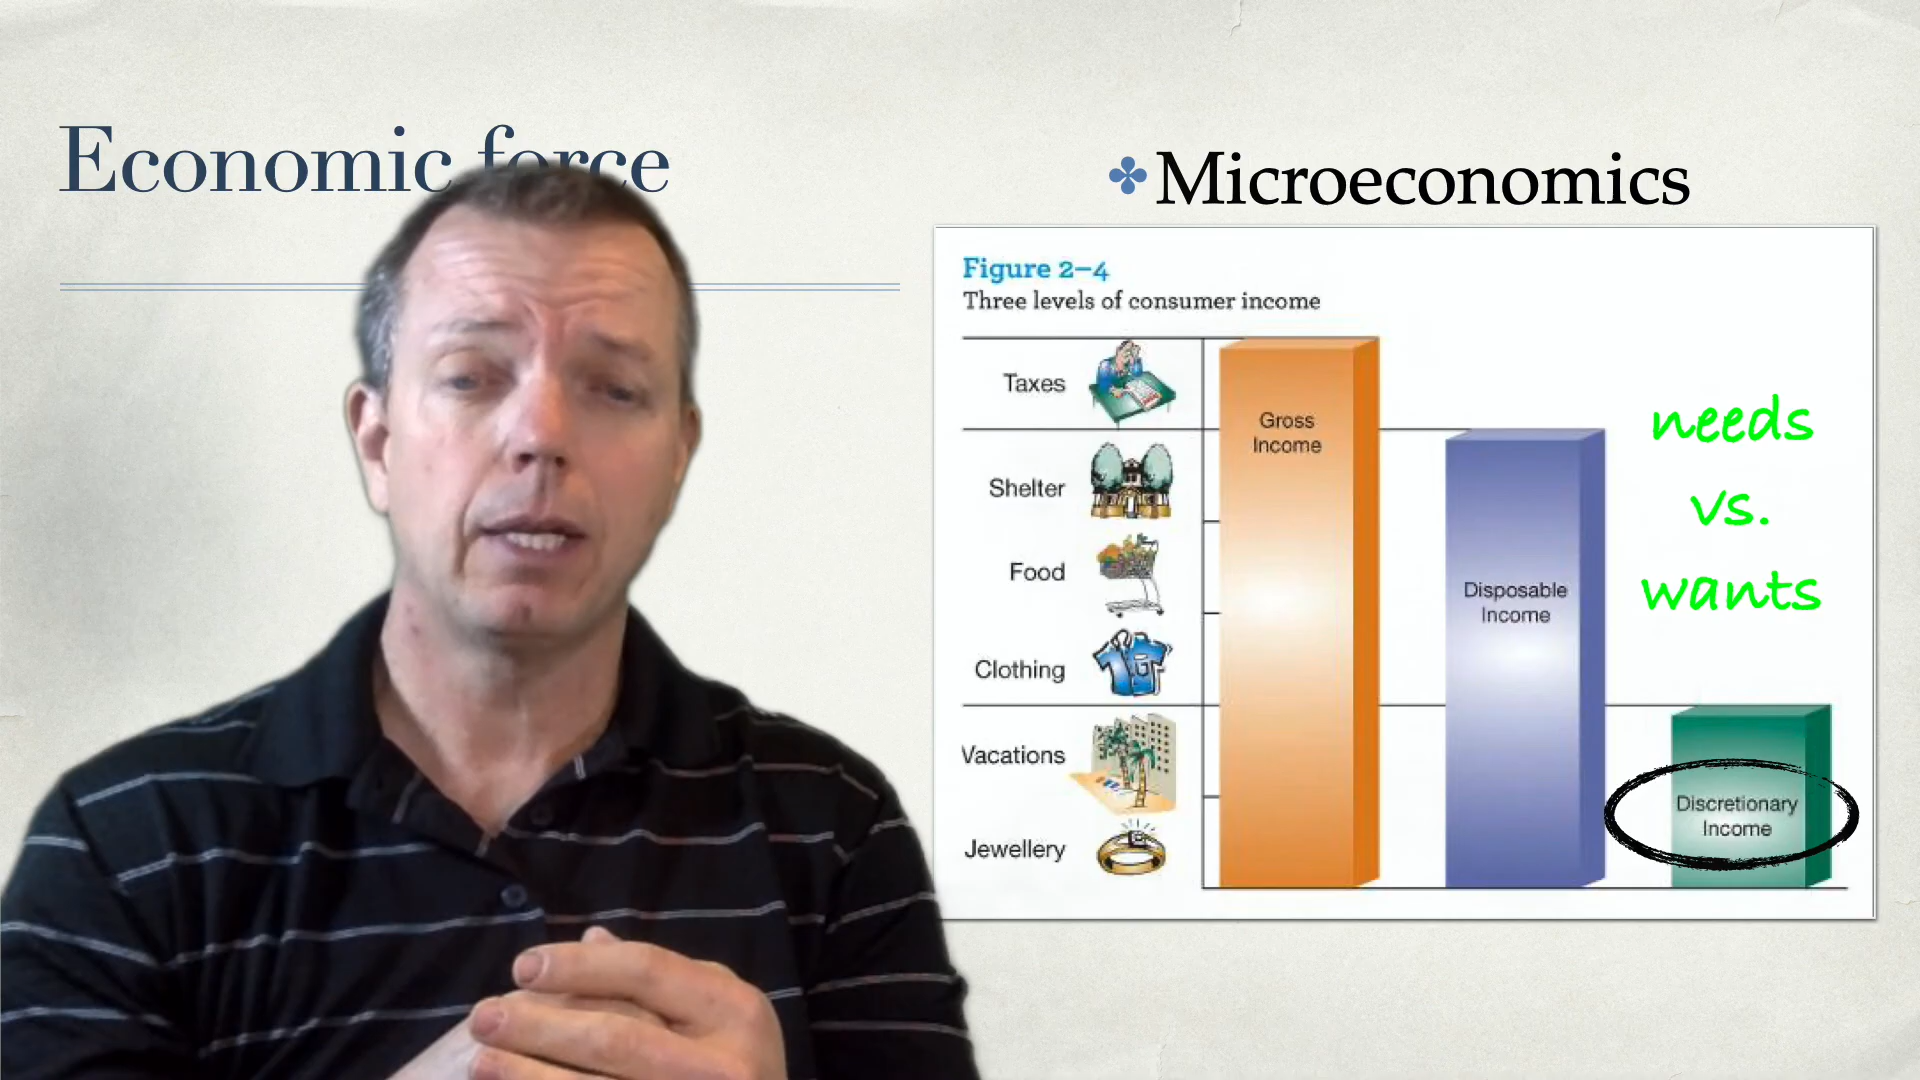 Economic force
Microeconomics
Figure 2–4
Three levels of consumer income
Taxes
Shelter
Food
Clothing
Vacations
Jewellery
Gross
Income
Disposable
Income
Discretionary
Income
needs
vs.
wants